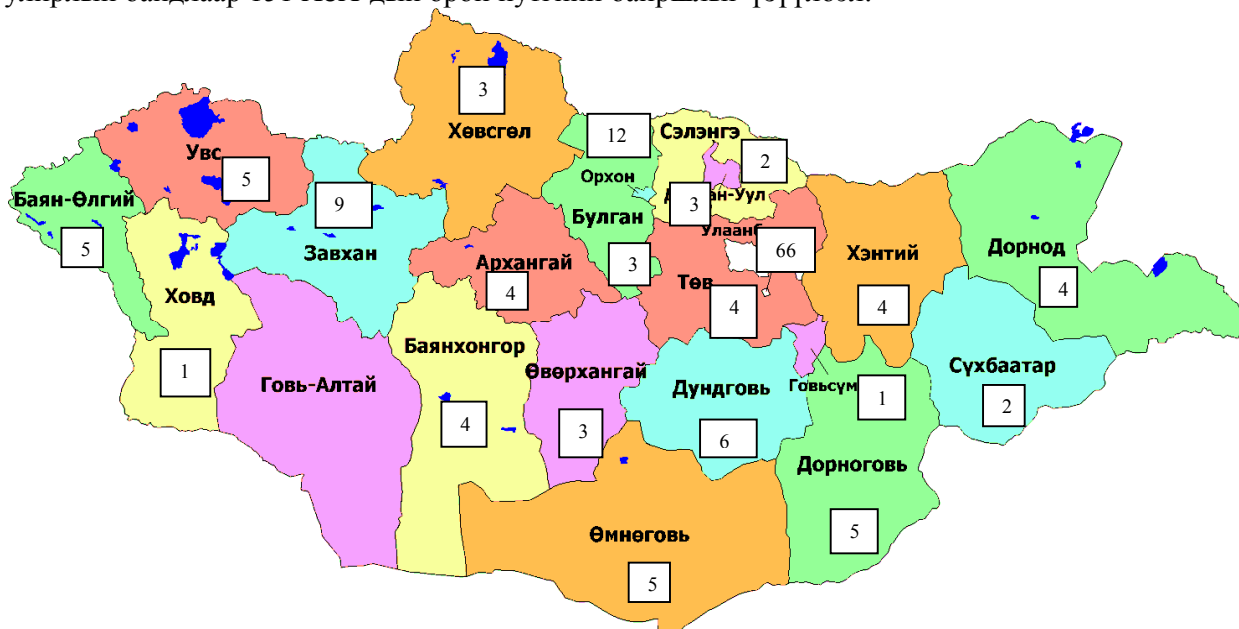 3
Хөвсгөл
12
Сэлэнгэ
2
Увс
5
Орхон
Баян-Өлгий
9
3
Булган
66
Завхан
Хэнтий
Дорнод
5
Архангай
3
Төв
Ховд
4
4
4
4
Баянхонгор
Өвөрхангай
Дундговь
Говьсүм
Сүхбаатар
1
Говь-Алтай
1
2
4
3
6
Дорноговь
Өмнөговь
5
5